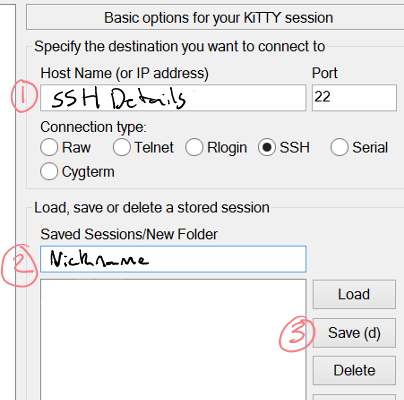 Basic options for your KiTTY session
Specify the destination you want to connect to
Host Name (or IP address) Port
1 SSH Details 22
Connection type:
Raw Telnet Rlogin SSH Serial
Cygterm
Load, save or delete a stored session
Saved Sessions/New Folder
2 Nickname
Load
3 Save (d)
Delete